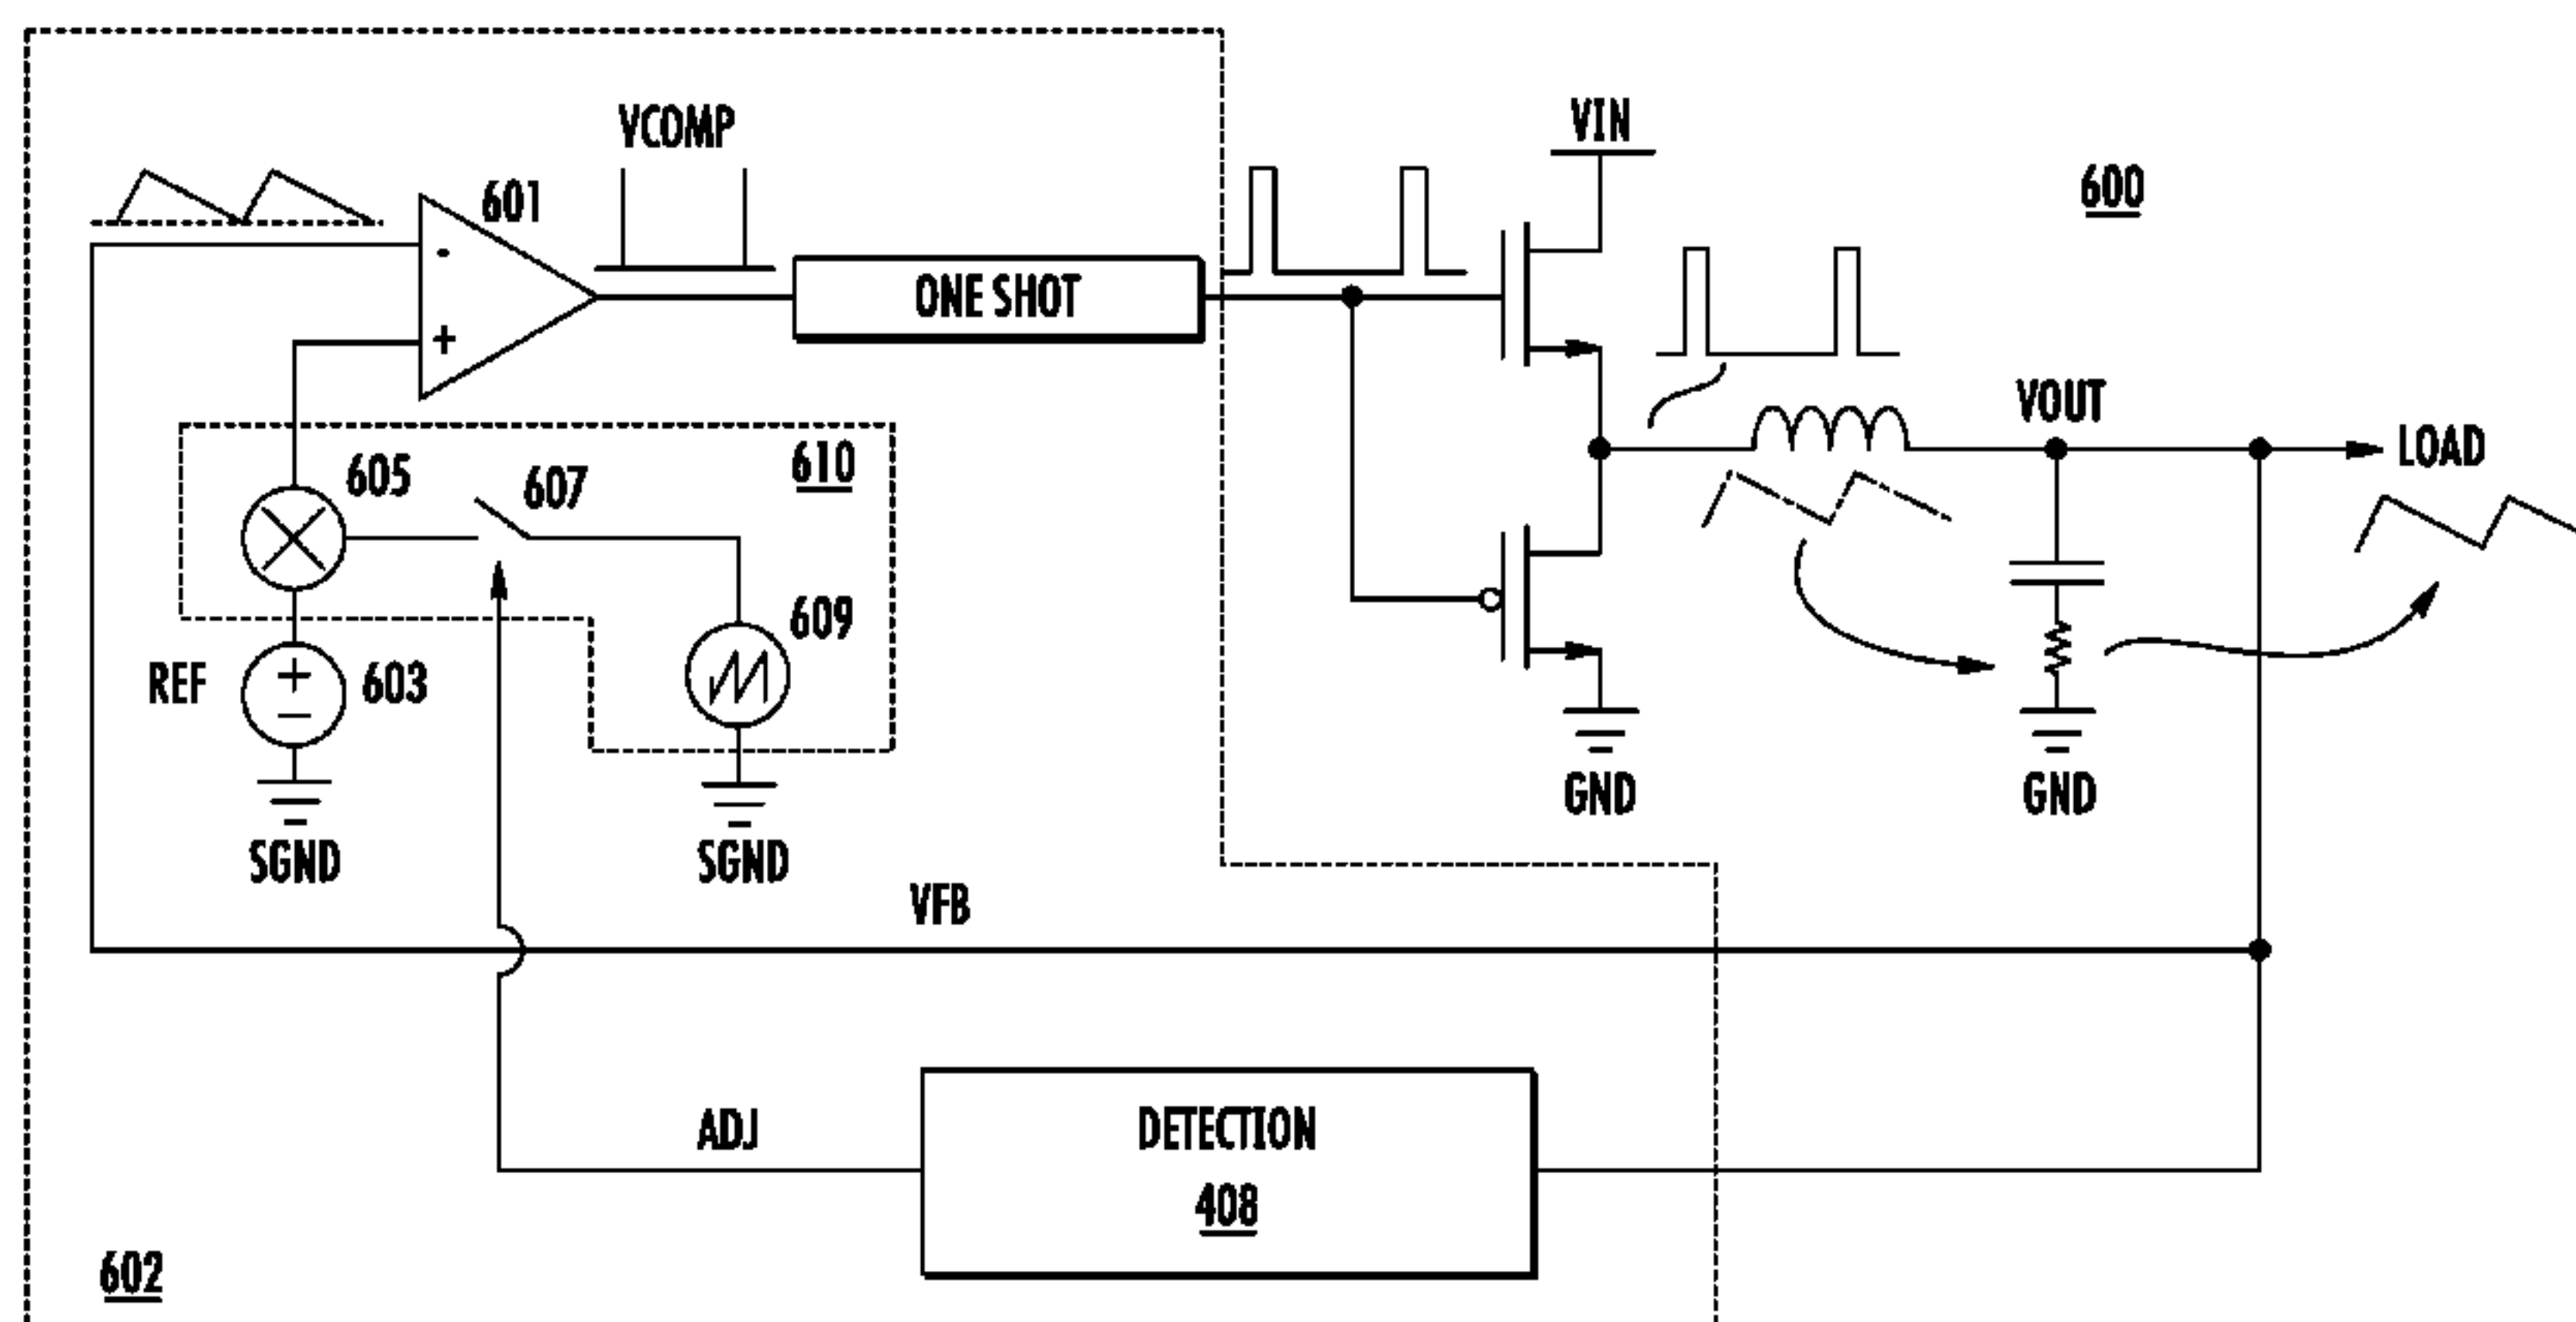 VCOMP
VIN
601
600
-
ONE SHOT
+
VOUT
LOAD
605
607
610
609
REF
+
-
603
GND
GND
SGND
SGND
VFB
ADJ
DETECTION
408
602